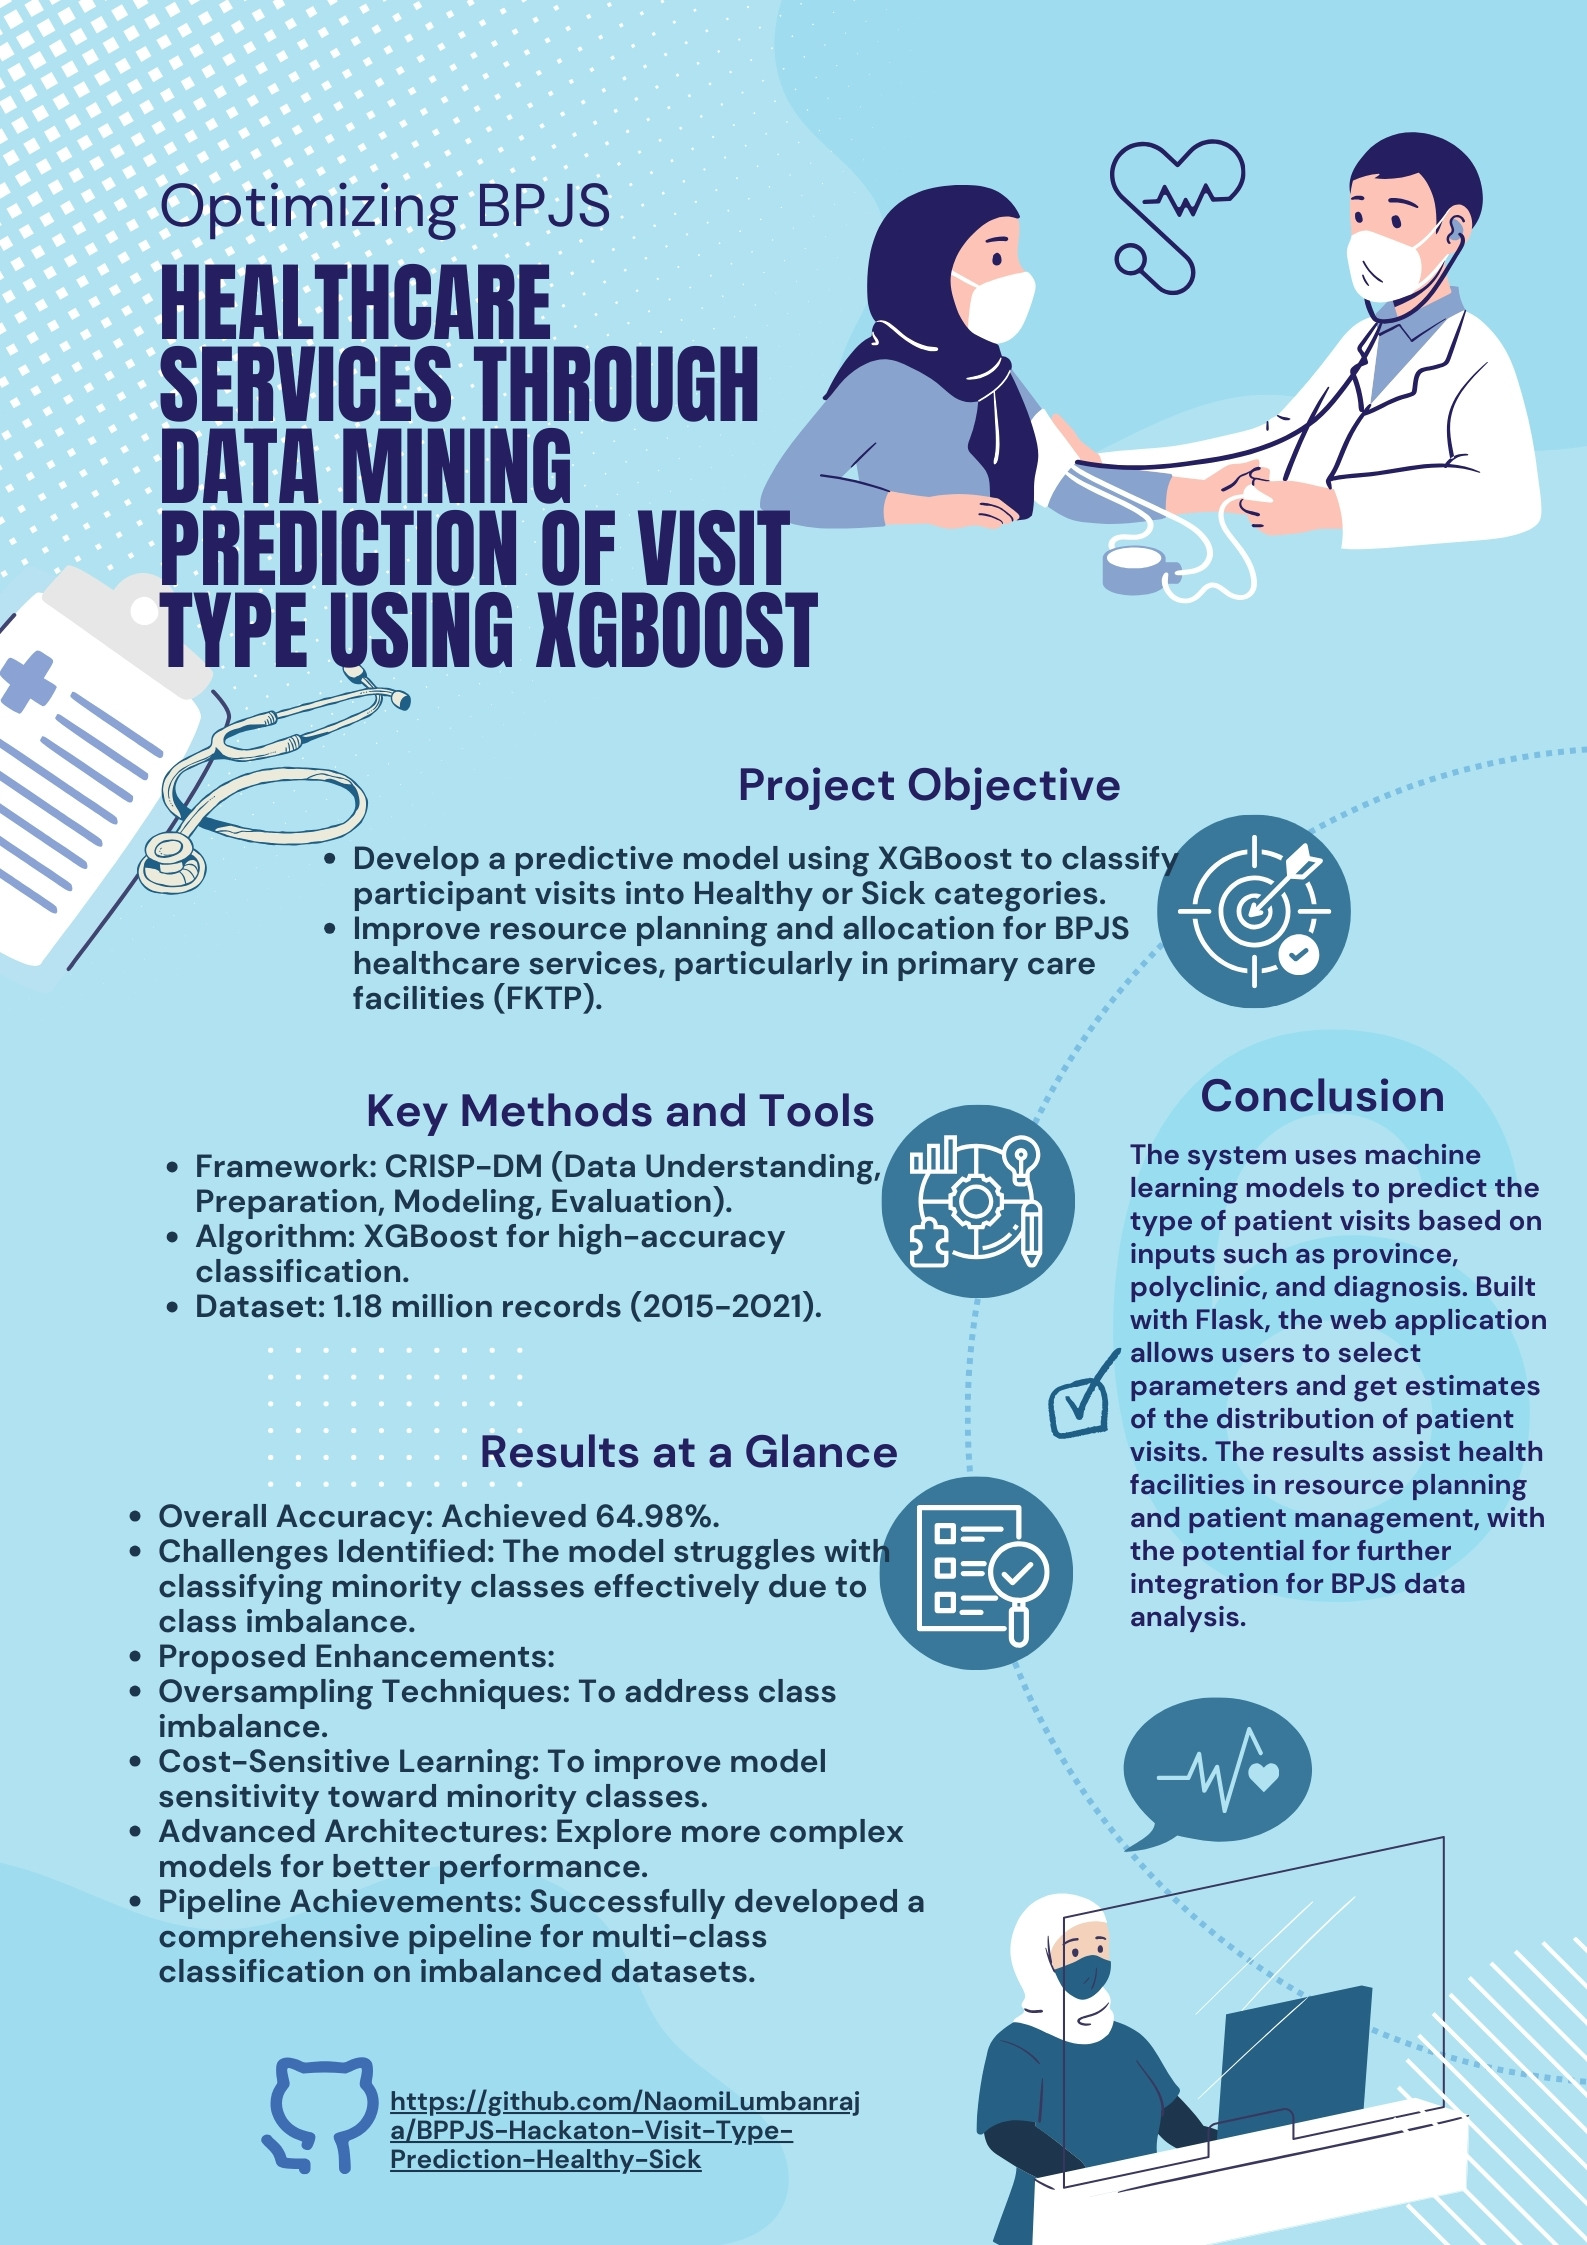 Optimizing BPJS
HEALTHCARE
SERVICES THROUGH
DATA MINING
PREDICTION OF VISIT
TYPE USING XGBOOST
Project Objective
• Develop a predictive model using XGBoost to classify
participant visits into Healthy or Sick categories.
• Improve resource planning and allocation for BPJS
healthcare services, particularly in primary care
facilities (FKTP).
Key Methods and Tools
• Framework: CRISP-DM (Data Understanding,
Preparation, Modeling, Evaluation).
• Algorithm: XGBoost for high-accuracy
classification.
• Dataset: 1.18 million records (2015-2021).
Results at a Glance
• Overall Accuracy: Achieved 64.98%.
• Challenges Identified: The model struggles with
classifying minority classes effectively due to
class imbalance.
• Proposed Enhancements:
• Oversampling Techniques: To address class
imbalance.
• Cost-Sensitive Learning: To improve model
sensitivity toward minority classes.
• Advanced Architectures: Explore more complex
models for better performance.
• Pipeline Achievements: Successfully developed a
comprehensive pipeline for multi-class
classification on imbalanced datasets.
Conclusion
6
The system uses machine
learning models to predict the
type of patient visits based on
inputs such as province,
polyclinic, and diagnosis. Built
with Flask, the web application
allows users to select
parameters and get estimates
of the distribution of patient
visits. The results assist health
facilities in resource planning
and patient management, with
the potential for further
integration for BPJS data
analysis.
https://github.com/NaomiLumbanraj
a/BPPJS-Hackaton-Visit-Type-
Prediction-Healthy-Sick